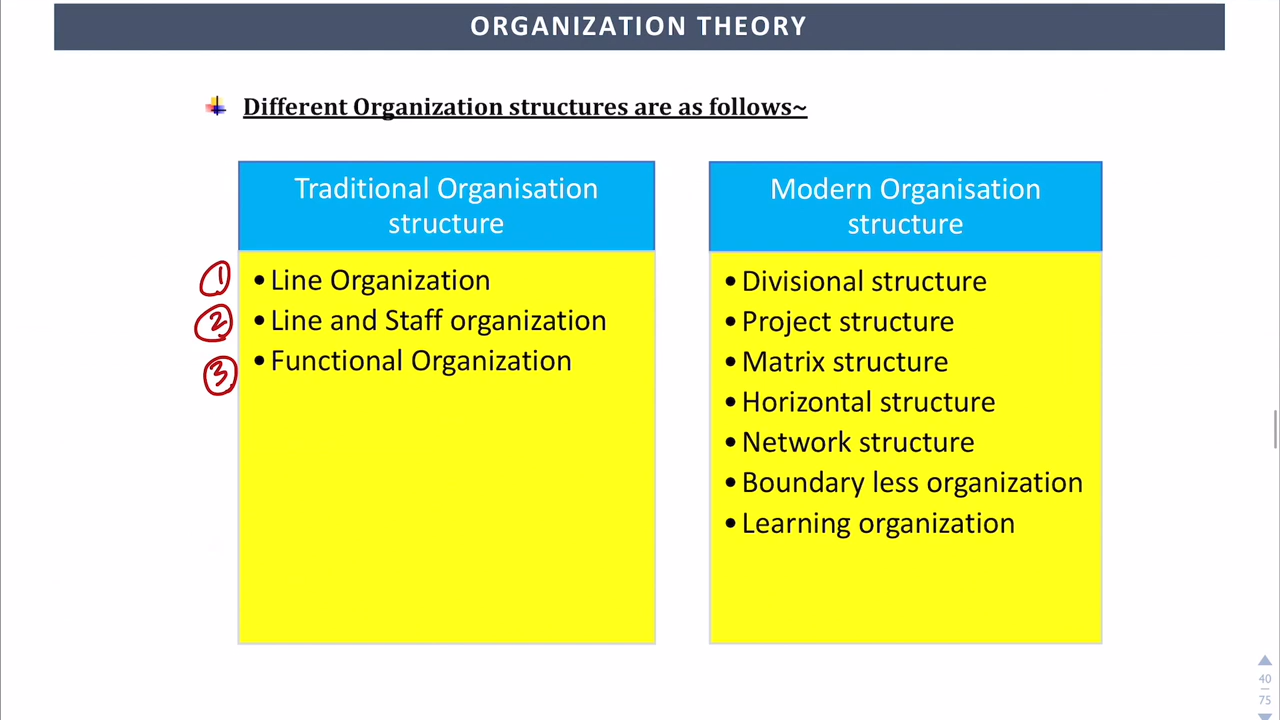 ORGANIZATION THEORY
Different Organization structures are as follows~
Traditional Organisation
structure
① • Line Organization
② • Line and Staff organization
③ • Functional Organization
Modern Organisation
structure
• Divisional structure
• Project structure
• Matrix structure
• Horizontal structure
• Network structure
• Boundary less organization
• Learning organization
40
75